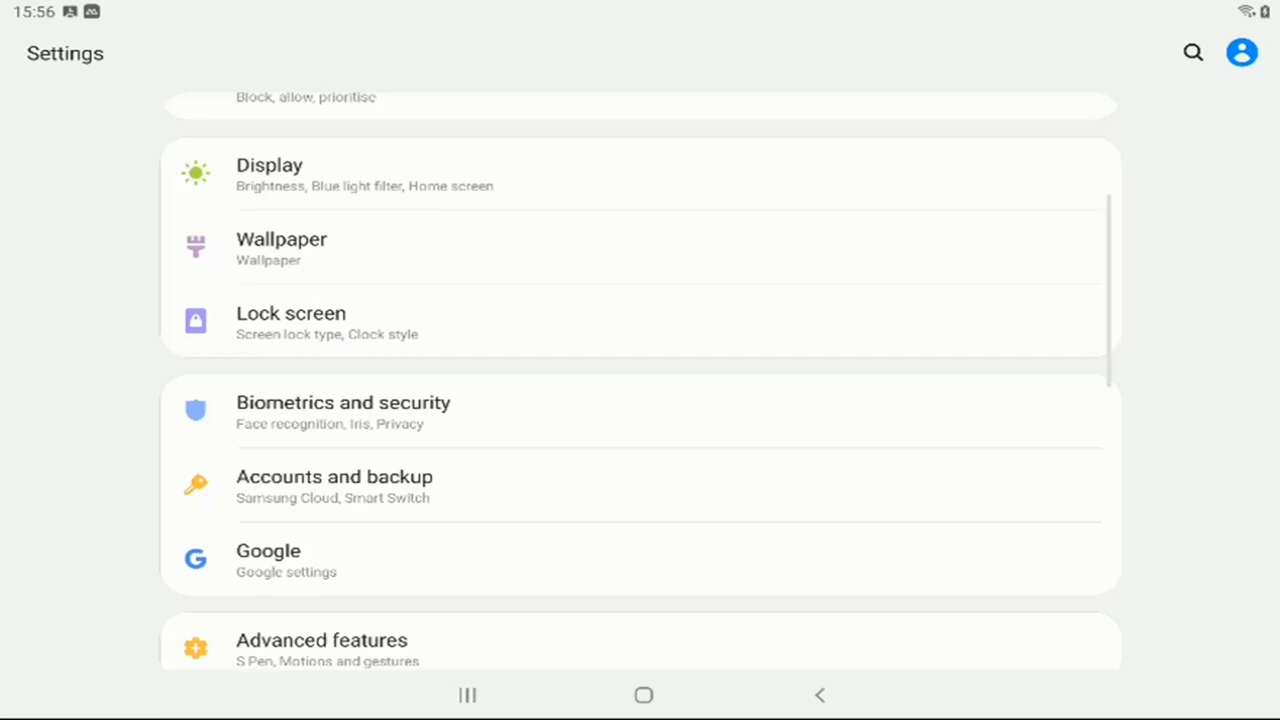 15:56
Settings
Block, allow, prioritise
Display
Brightness, Blue light filter, Home screen
Wallpaper
Wallpaper
Lock screen
Screen lock type, Clock style
Biometrics and security
Face recognition, Iris, Privacy
Accounts and backup
Samsung Cloud, Smart Switch
Google
Google settings
Advanced features
S Pen, Motions and gestures